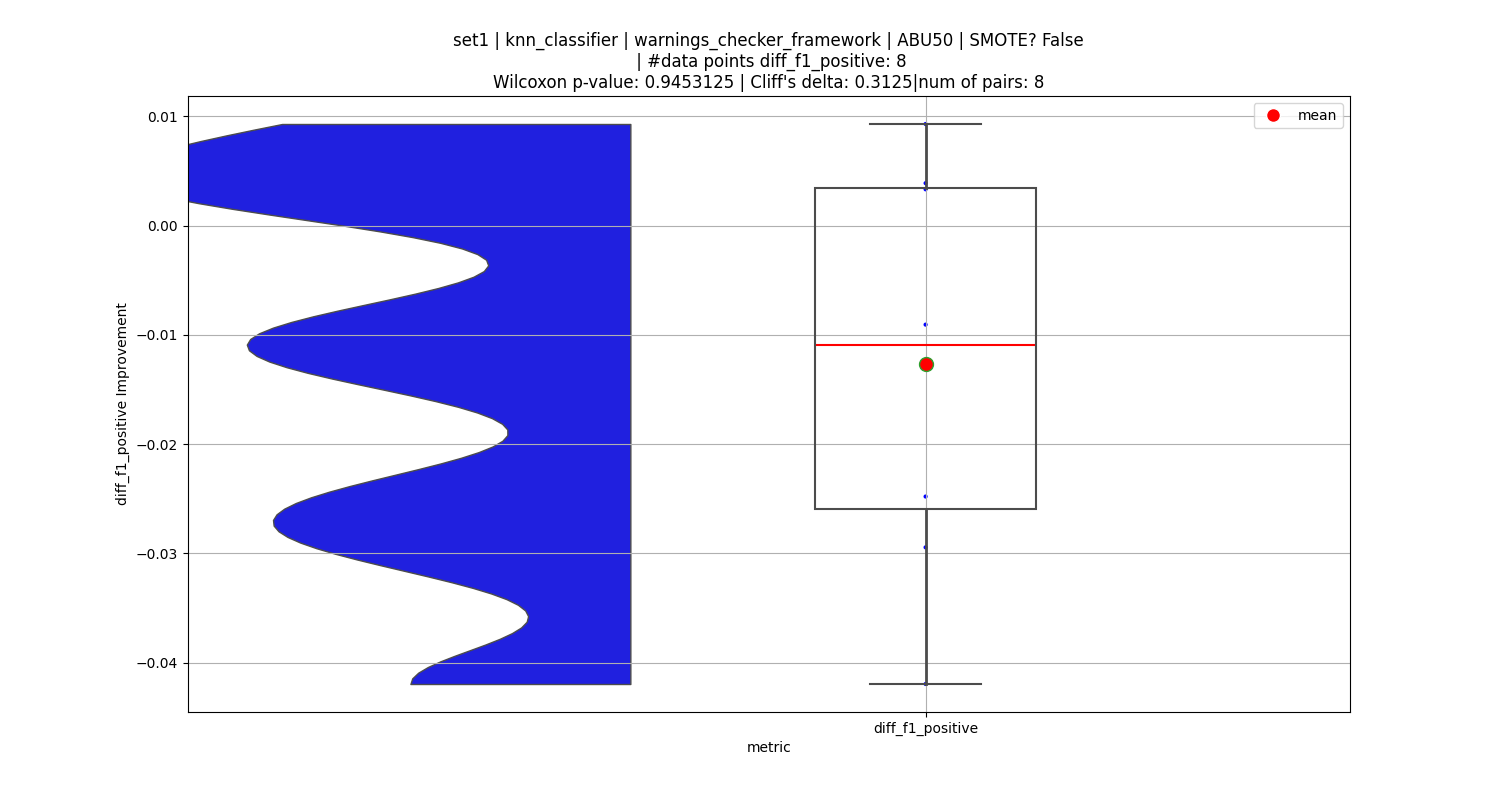 set1 | knn_classifier | warnings_checker_framework | ABU50 | SMOTE? False
| #data points diff_f1_positive: 8
Wilcoxon p-value: 0.9453125 | Cliff's delta: 0.3125|num of pairs: 8
mean
0.01
0.00
−0.01
−0.02
−0.03
−0.04
diff_f1_positive Improvement
diff_f1_positive
metric